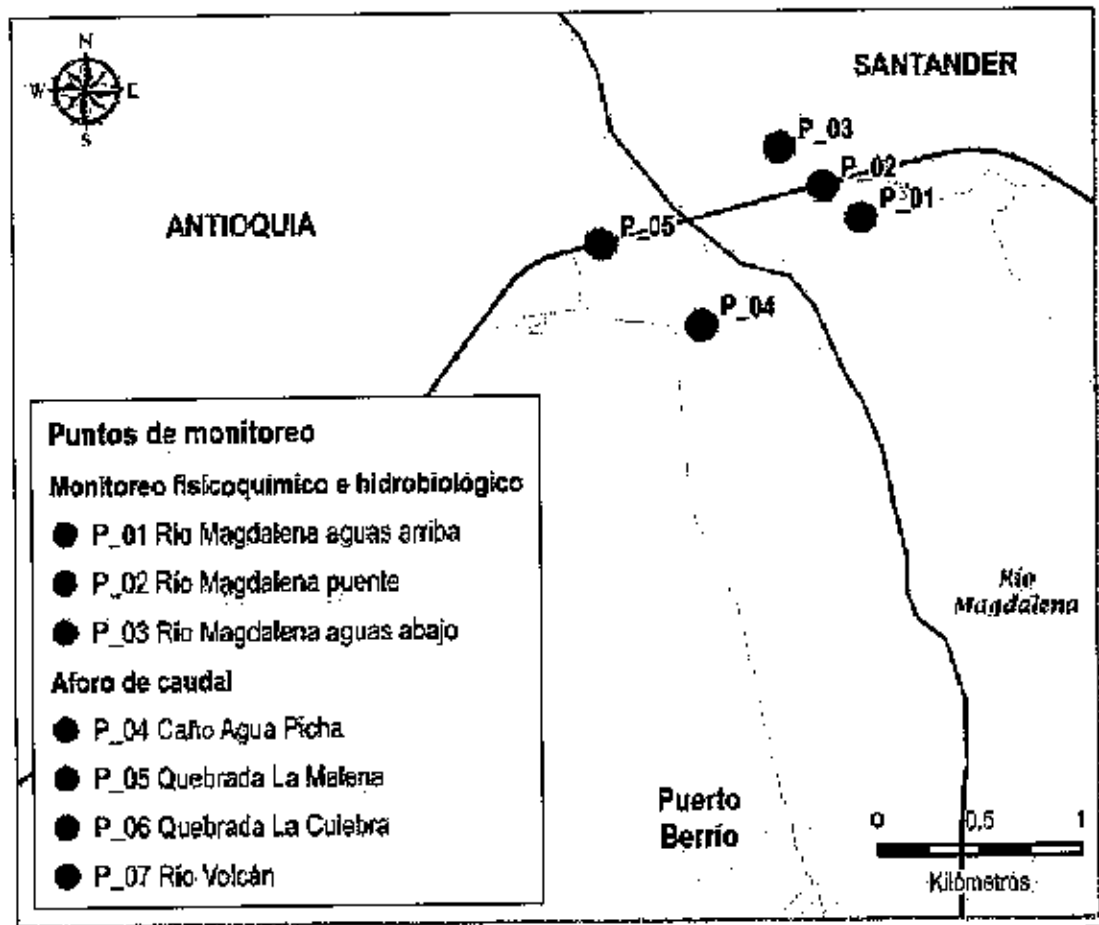 N
W E
S
SANTANDER
ANTIOQUIA
P_03
P_02
P_01
P_05
P_04
Puntos de monitoreo
Monitoreo fisicoquímico e hidrobiológico
P_01 Río Magdalena aguas arriba
P_02 Río Magdalena puente
P_03 Río Magdalena aguas abajo
Aforo de caudal
P_04 Caño Agua Picha
P_05 Quebrada La Malena
P_06 Quebrada La Culebra
P_07 Río Volcán
Río
Magdalena
Puerto
Berrío
0 0,5 1
Kilómetros